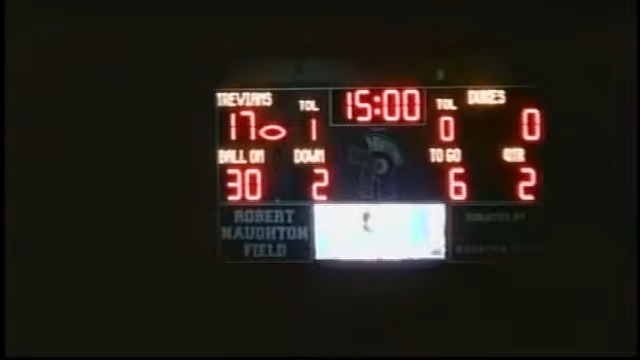 TREVIANS TOL 15:00 TOL DUKES
17 1 0 0
BALL ON DOWN TO GO QTR
30 2 6 2
ROBERT
NAUGHTON
FIELD